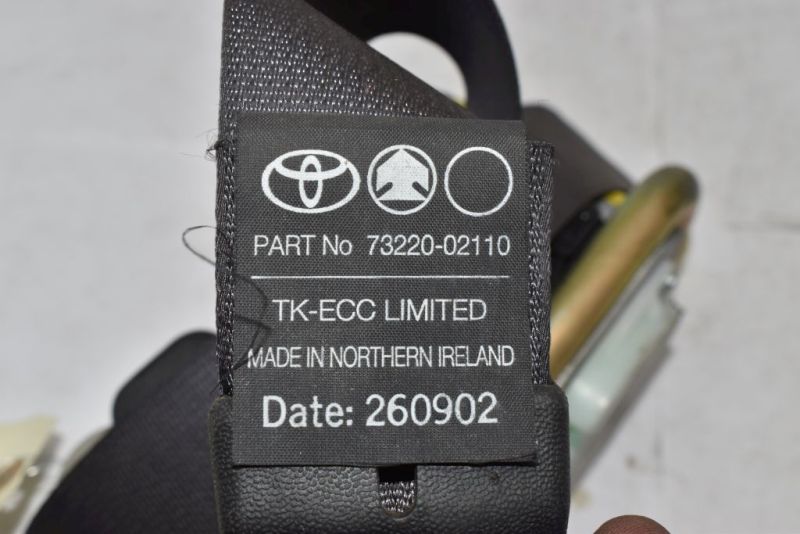 PART No 73220-02110
TK-ECC LIMITED
MADE IN NORTHERN IRELAND
Date: 260902